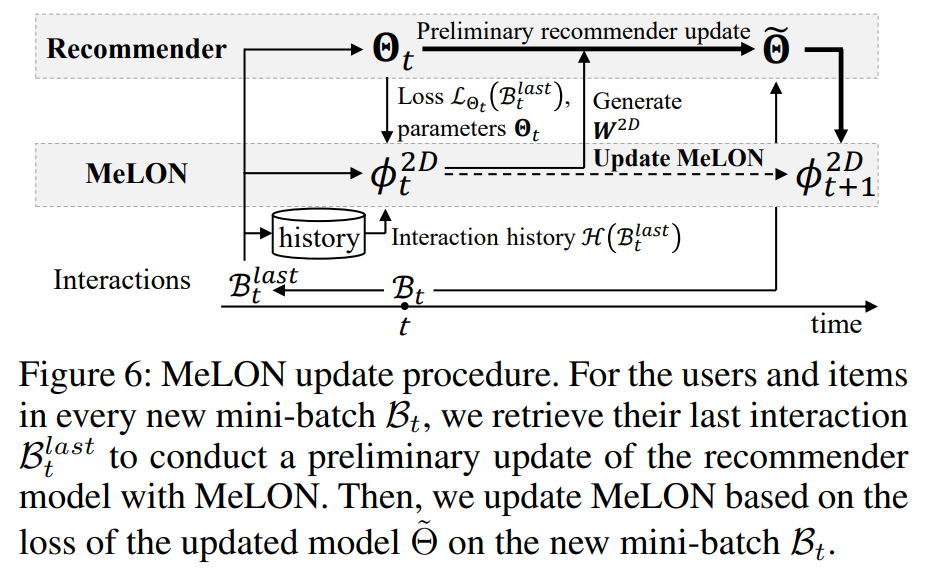 Recommender Θ_t Preliminary recommender update Θ̃
Loss ℒ_{Θ_t}(ℬ_t^{last}),
parameters Θ_t
Generate
W^{2D}
MeLON ϕ_t^{2D} Update MeLON ϕ_{t+1}^{2D}
history Interaction history ℋ(ℬ_t^{last})
Interactions ℬ_t^{last} ℬ_t
t time
Figure 6: MeLON update procedure. For the users and items
in every new mini-batch ℬ_t, we retrieve their last interaction
ℬ_t^{last} to conduct a preliminary update of the recommender
model with MeLON. Then, we update MeLON based on the
loss of the updated model Θ̃ on the new mini-batch ℬ_t.